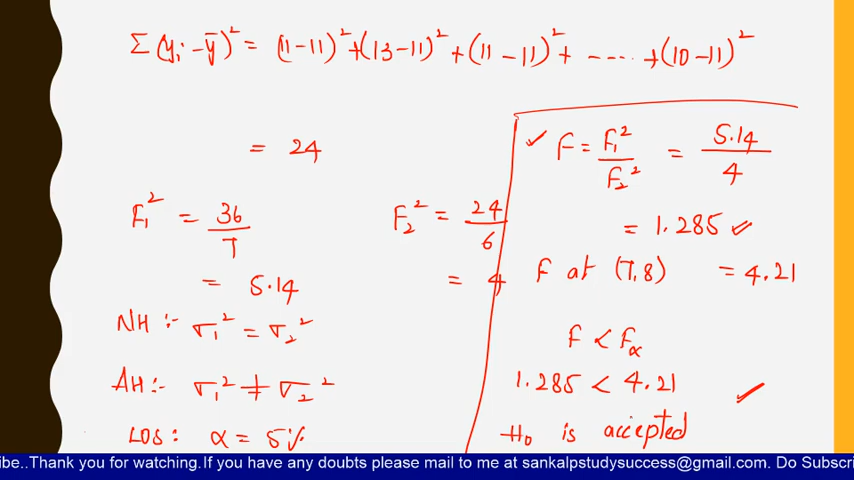 Σ(yᵢ - ȳ)² = (11-11)² + (13-11)² + (11-11)² + ----- + (10-11)²
= 24
F₁² = 36/7
= 5.14
F₂² = 24/6
= 4
NH :- σ₁² = σ₂²
AH :- σ₁² ≠ σ₂²
LOS : α = 5%
✓ F = F₁²/F₂² = 5.14/4
= 1.285 ✓
F at (7,8) = 4.21
F < Fα
1.285 < 4.21 ✓
H₀ is accepted
ibe..Thank you for watching.If you have any doubts please mail to me at sankalpstudysuccess@gmail.com. Do Subscri